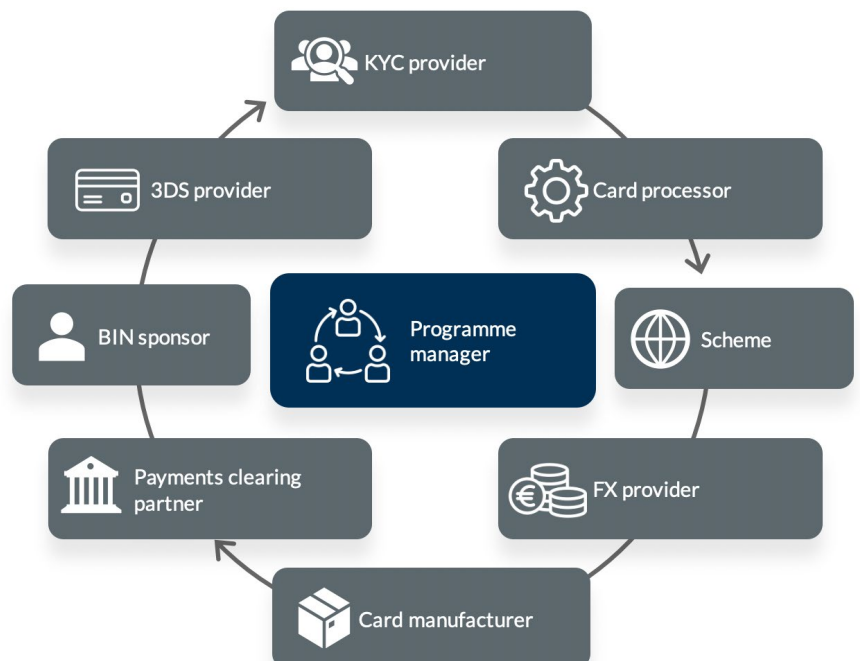 KYC provider
3DS provider
Card processor
BIN sponsor
Programme
manager
Scheme
Payments clearing
partner
FX provider
Card manufacturer